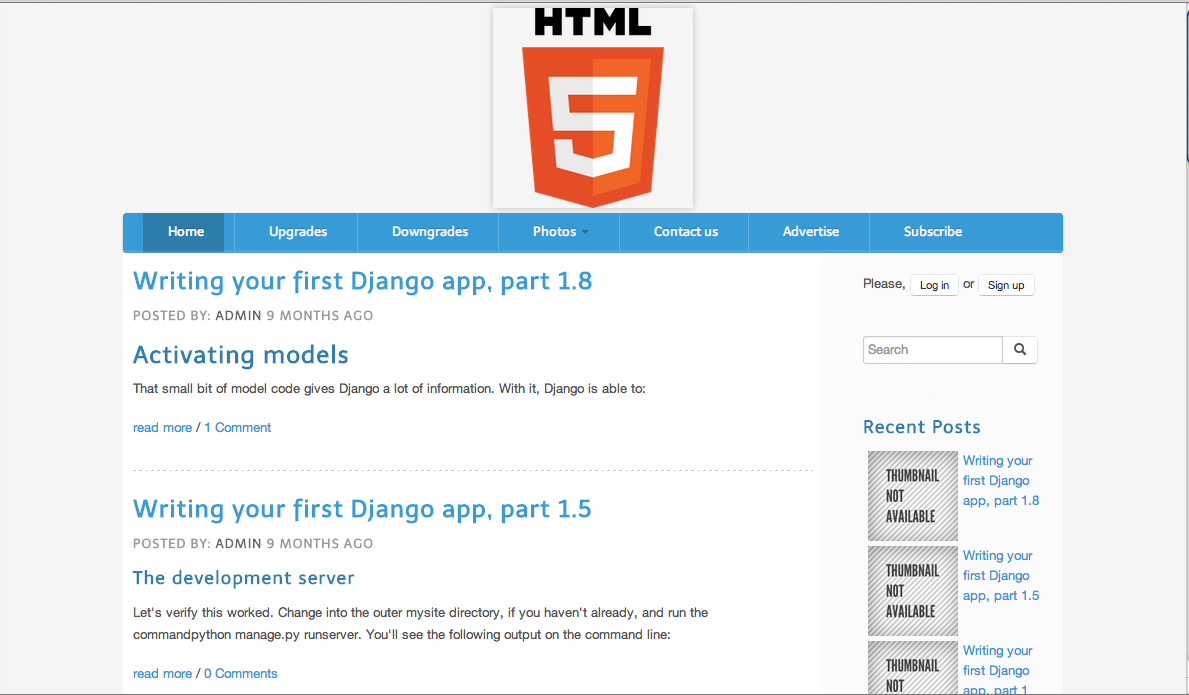 HTML
5
Home Upgrades Downgrades Photos Contact us Advertise Subscribe
Writing your first Django app, part 1.8
POSTED BY: ADMIN 9 MONTHS AGO
Activating models
That small bit of model code gives Django a lot of information. With it, Django is able to:
read more / 1 Comment
Writing your first Django app, part 1.5
POSTED BY: ADMIN 9 MONTHS AGO
The development server
Let's verify this worked. Change into the outer mysite directory, if you haven't already, and run the
commandpython manage.py runserver. You'll see the following output on the command line:
read more / 0 Comments
Please, Log in or Sign up
Search
Recent Posts
THUMBNAIL
NOT
AVAILABLE
Writing your
first Django
app, part 1.8
THUMBNAIL
NOT
AVAILABLE
Writing your
first Django
app, part 1.5
THUMBNAIL
NOT
Writing your
first Django
app, part 1